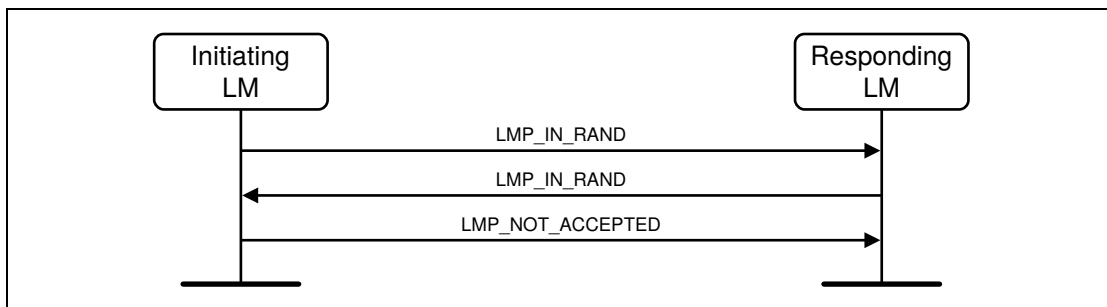 Initiating
LM
Responding
LM
LMP_IN_RAND
LMP_IN_RAND
LMP_NOT_ACCEPTED